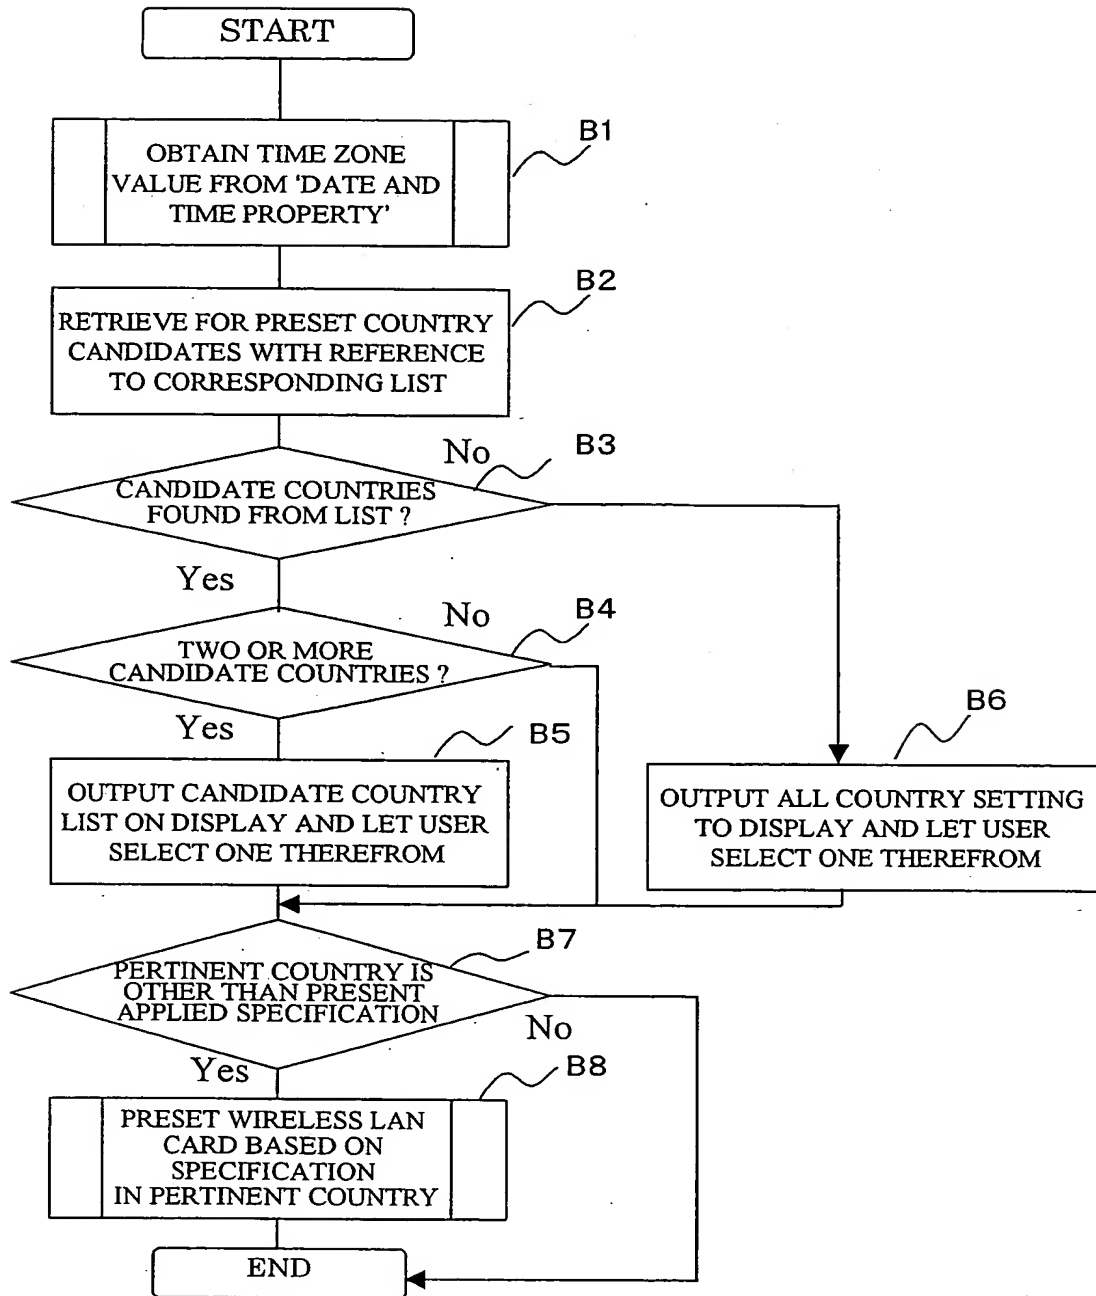 START
B1
OBTAIN TIME ZONE
VALUE FROM 'DATE AND
TIME PROPERTY'
B2
RETRIEVE FOR PRESET COUNTRY
CANDIDATES WITH REFERENCE
TO CORRESPONDING LIST
No
B3
CANDIDATE COUNTRIES
FOUND FROM LIST ?
Yes
No
B4
TWO OR MORE
CANDIDATE COUNTRIES ?
Yes
B5
B6
OUTPUT CANDIDATE COUNTRY
LIST ON DISPLAY AND LET USER
SELECT ONE THEREFROM
OUTPUT ALL COUNTRY SETTING
TO DISPLAY AND LET USER
SELECT ONE THEREFROM
B7
PERTINENT COUNTRY IS
OTHER THAN PRESENT
APPLIED SPECIFICATION
No
Yes
B8
PRESET WIRELESS LAN
CARD BASED ON
SPECIFICATION
IN PERTINENT COUNTRY
END